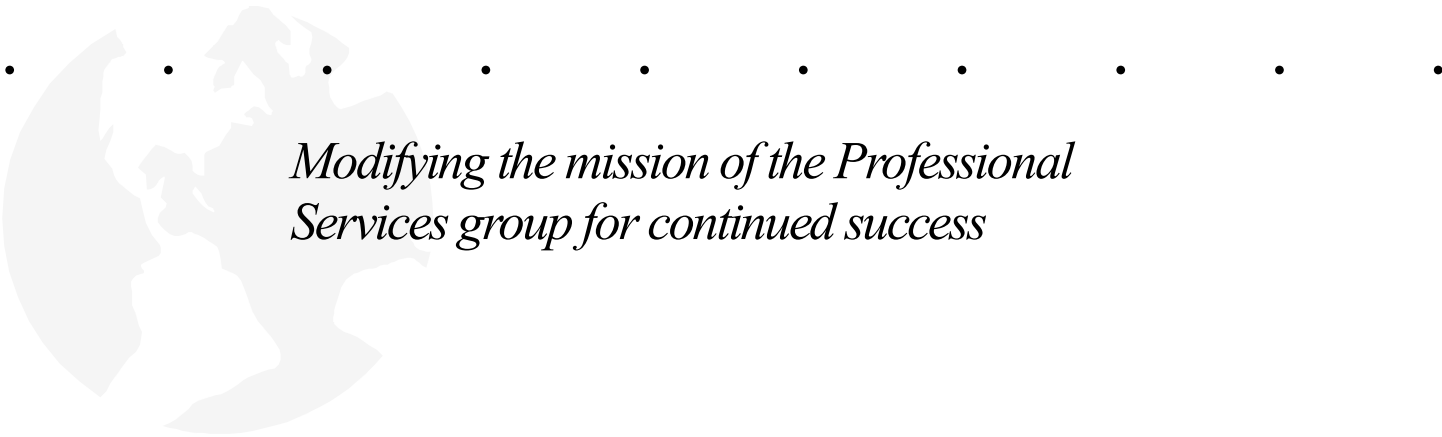 Modifying the mission of the Professional
Services group for continued success